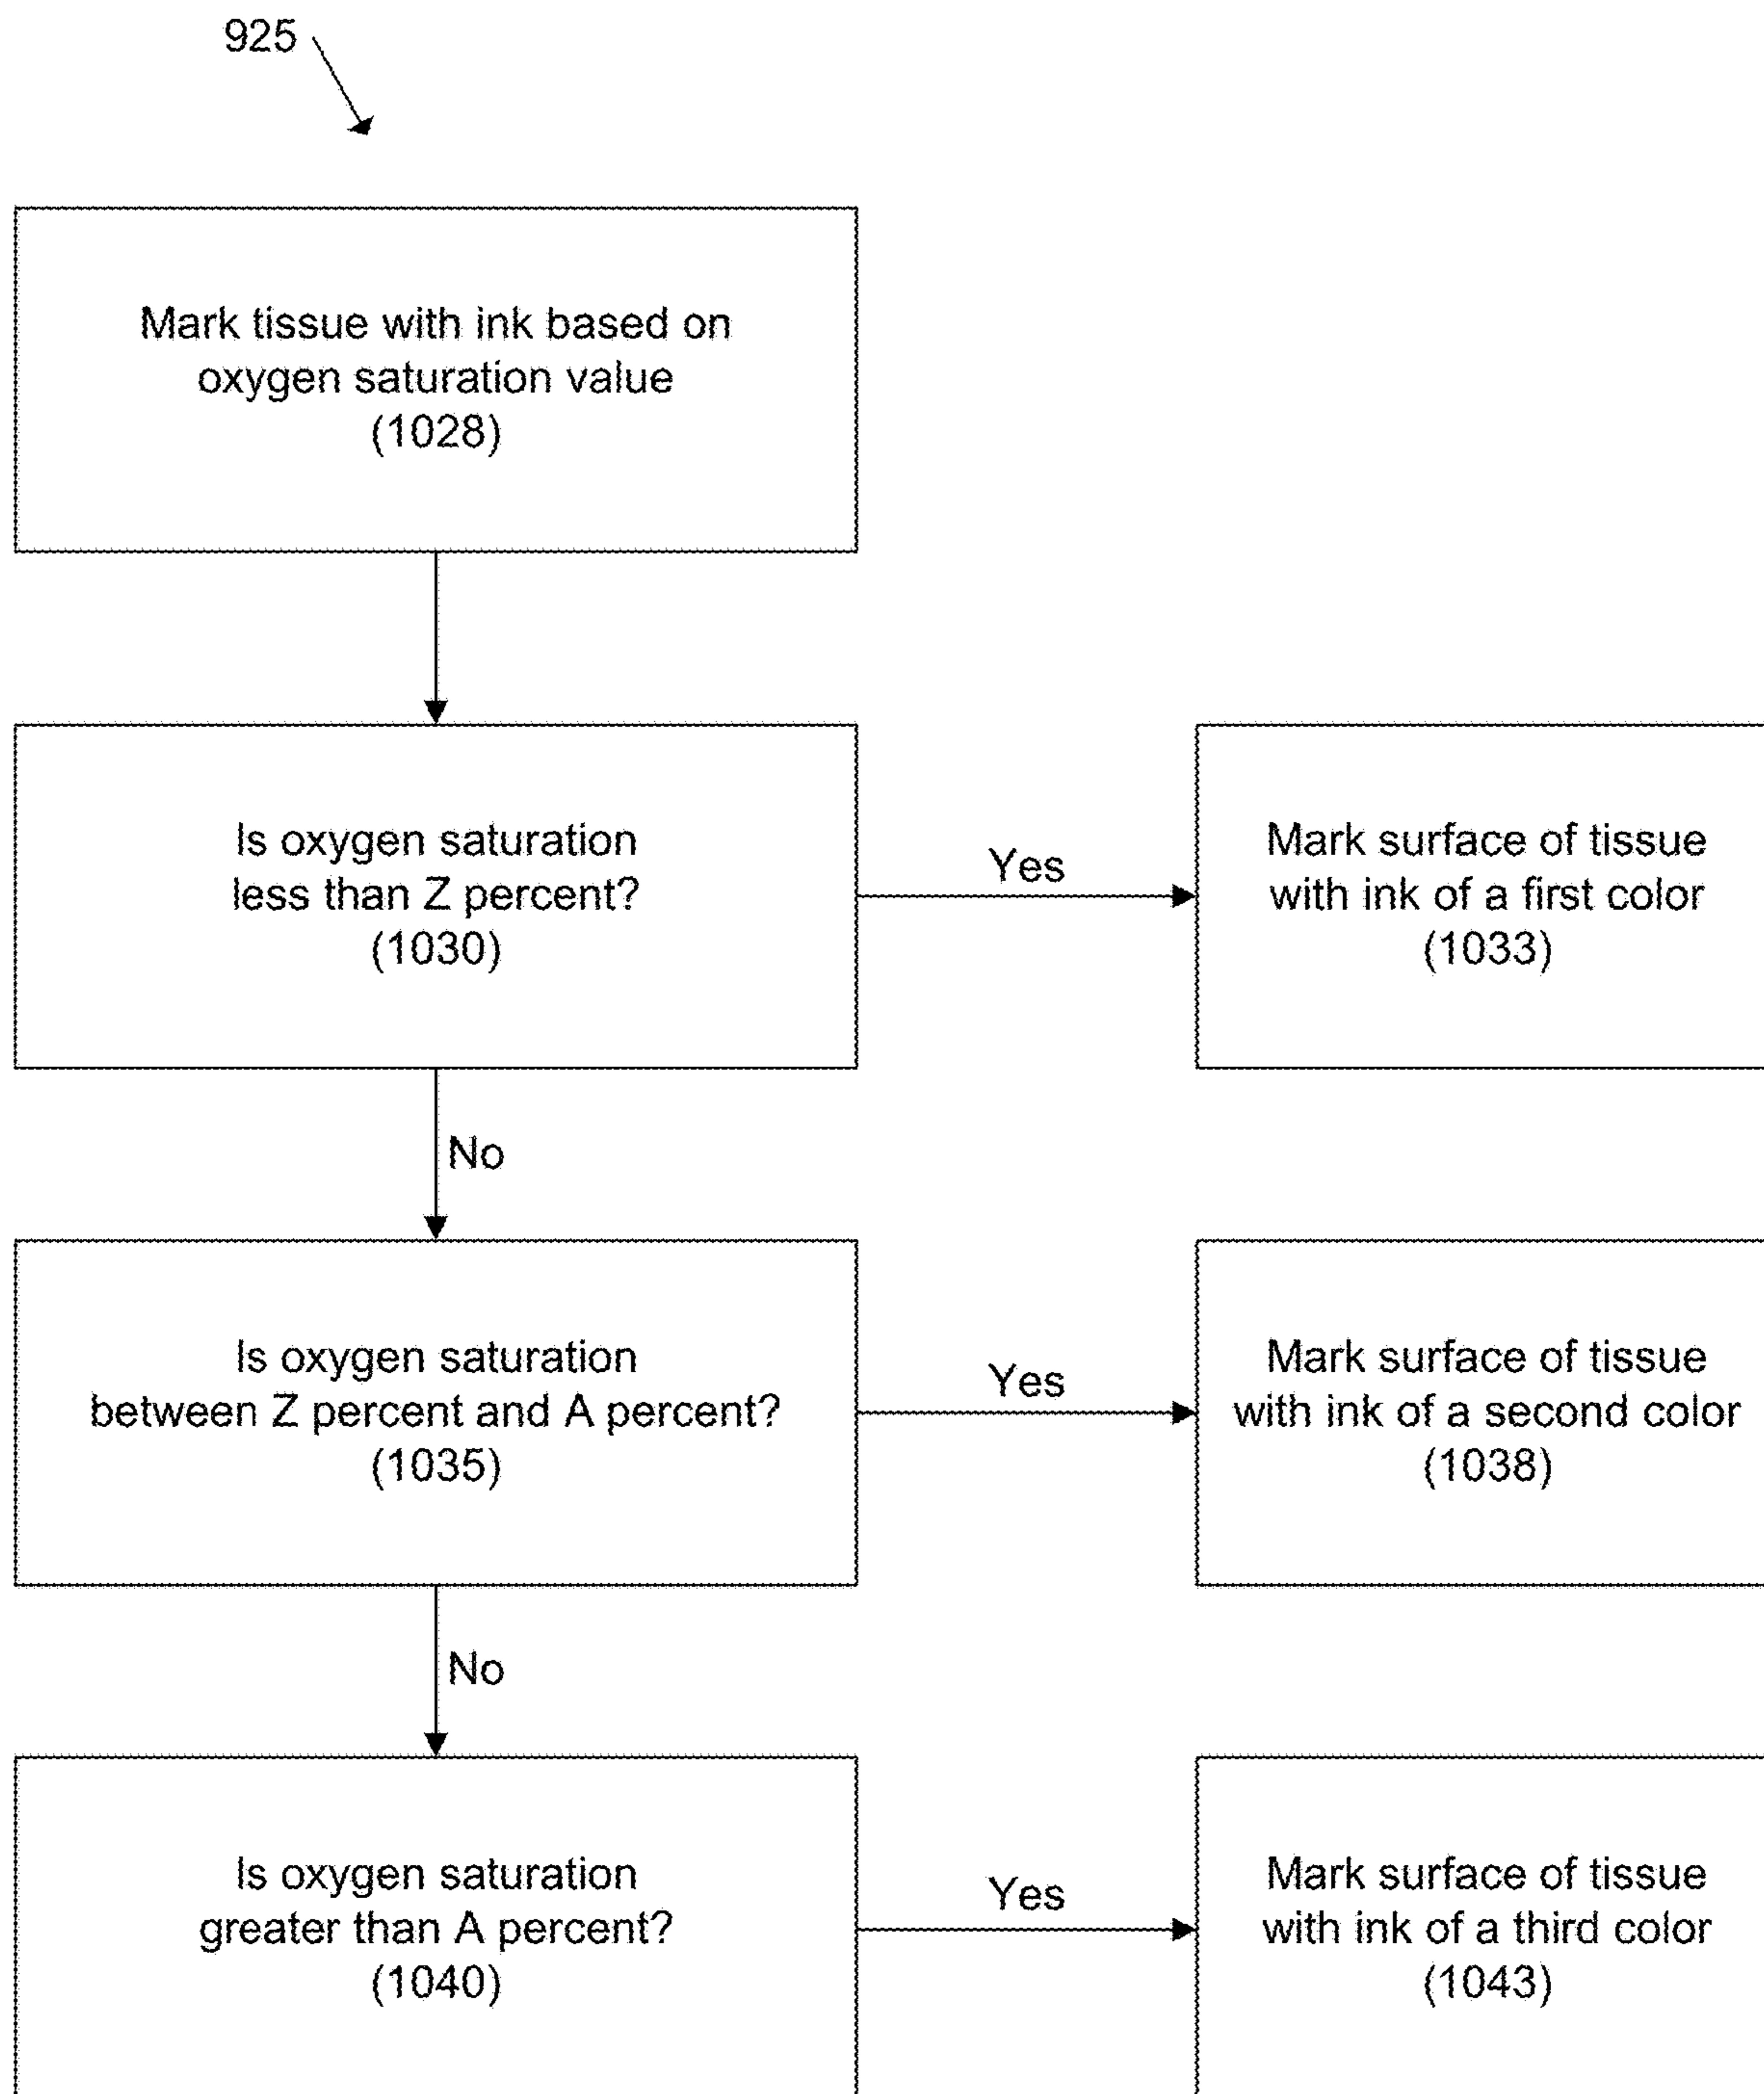 925
Mark tissue with ink based on
oxygen saturation value
(1028)
Is oxygen saturation
less than Z percent?
(1030)
Yes
Mark surface of tissue
with ink of a first color
(1033)
No
Is oxygen saturation
between Z percent and A percent?
(1035)
Yes
Mark surface of tissue
with ink of a second color
(1038)
No
Is oxygen saturation
greater than A percent?
(1040)
Yes
Mark surface of tissue
with ink of a third color
(1043)